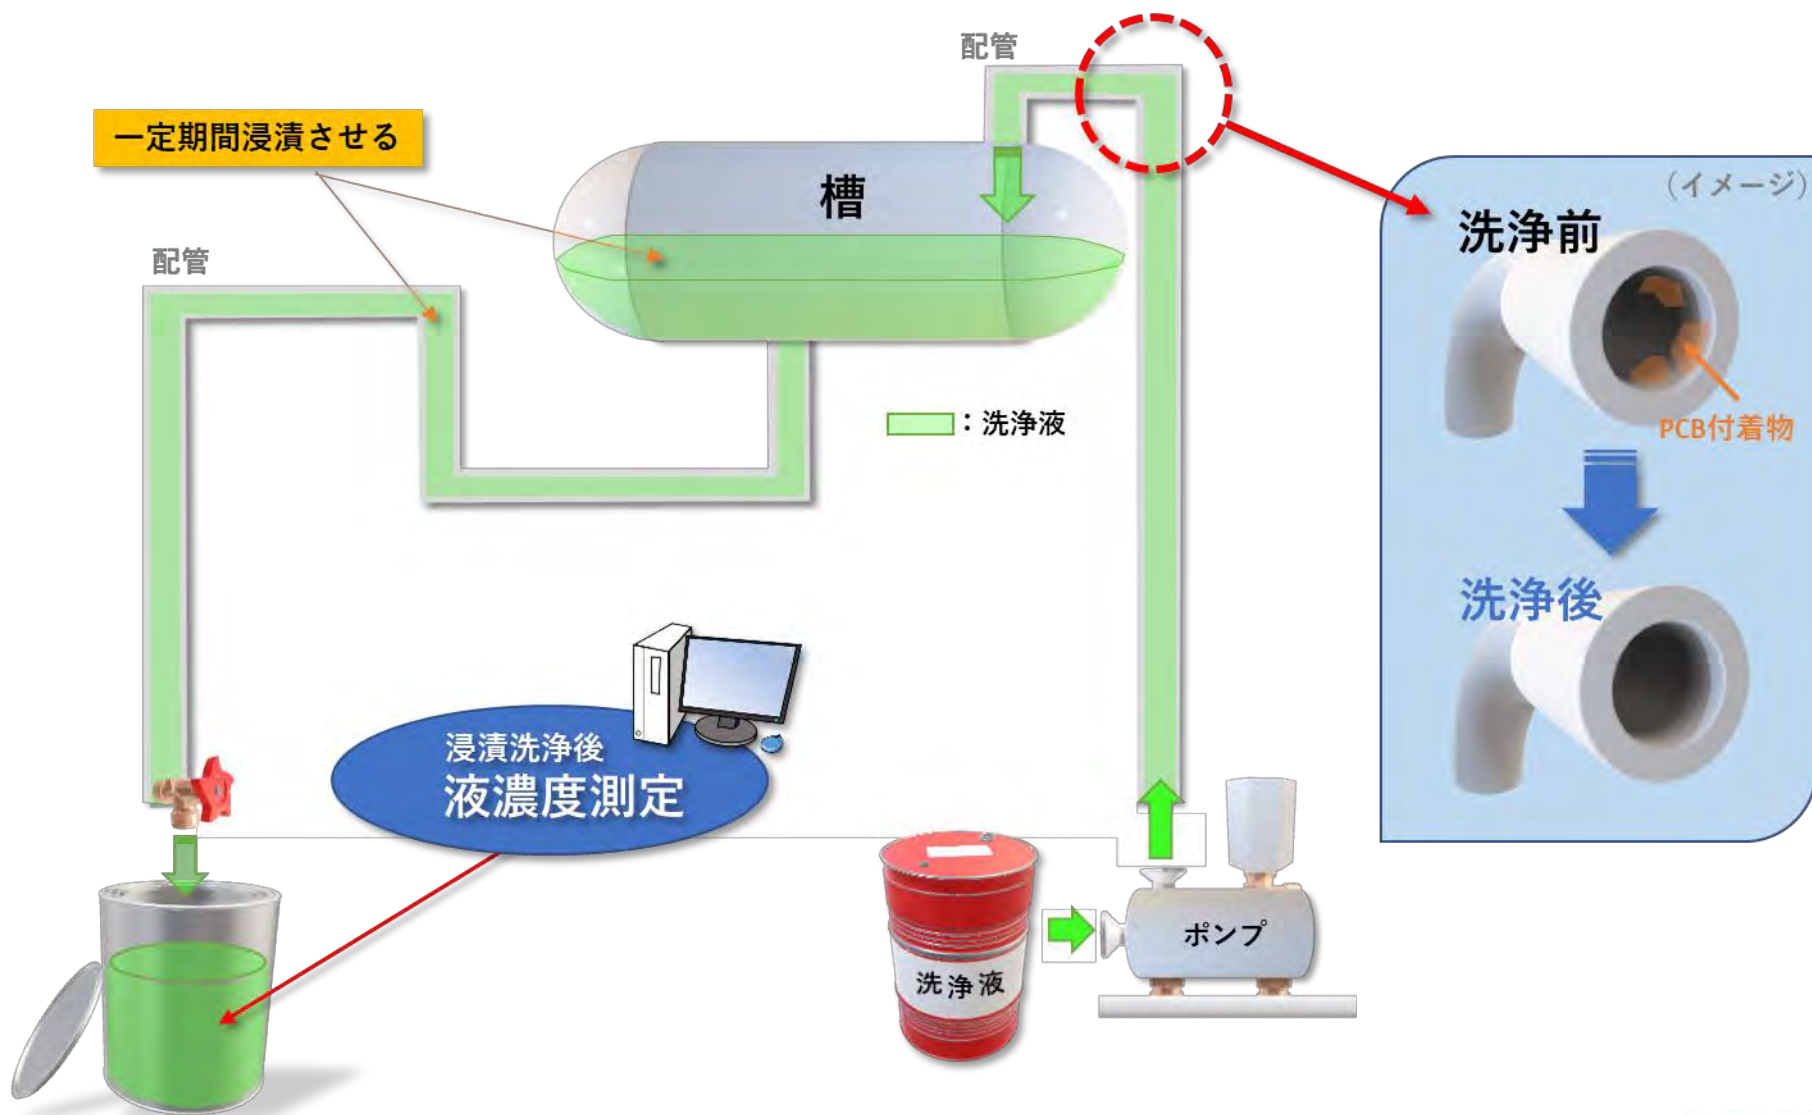 配管
一定期間浸漬させる
槽
(イメージ)
洗浄前
配管
：洗浄液
PCB付着物
洗浄後
浸漬洗浄後
液濃度測定
ポンプ
洗浄液